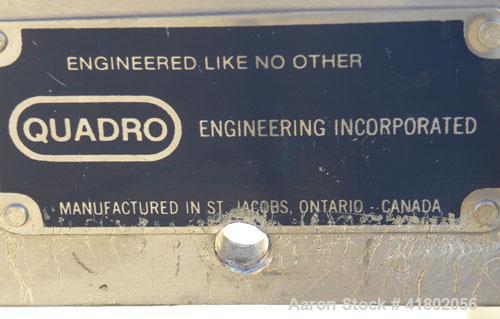 ENGINEERED LIKE NO OTHER
QUADRO ENGINEERING INCORPORATED
MANUFACTURED IN ST. JACOBS, ONTARIO - CANADA
Aaron Stock # 41802056